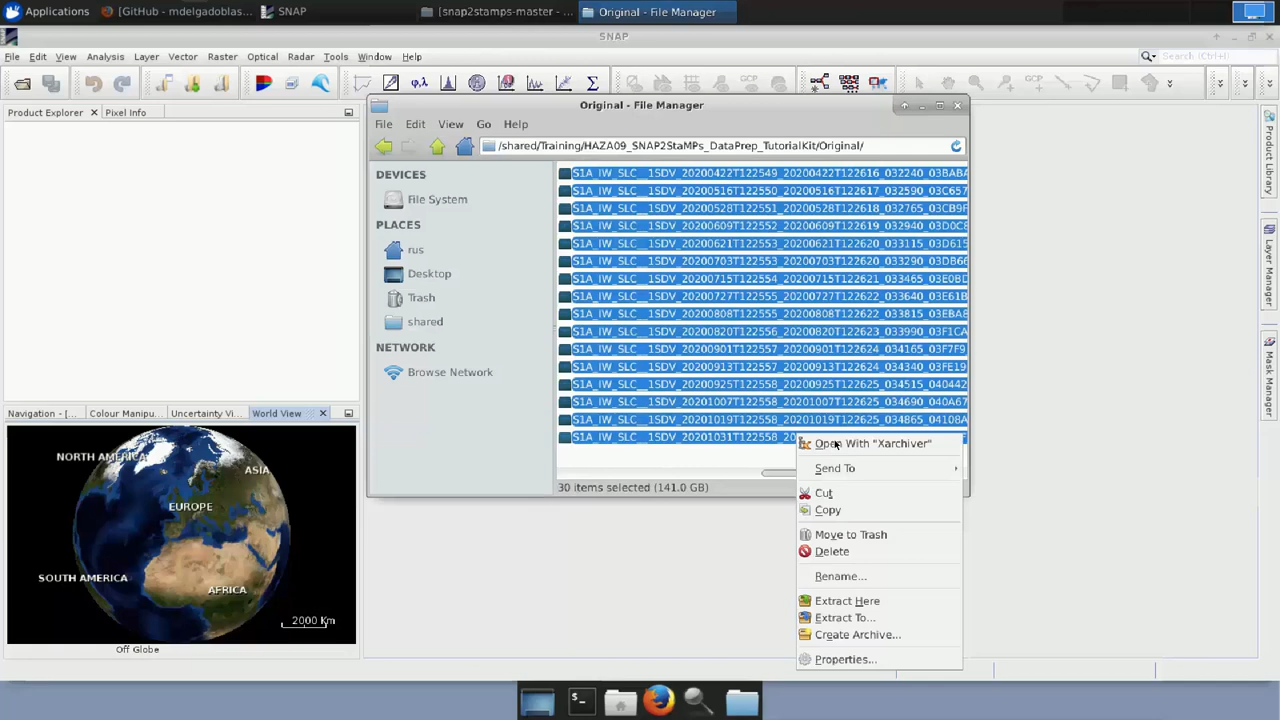 Applications [GitHub - mdelgadoblas... SNAP [snap2stamps-master - ... Original - File Manager
SNAP
File Edit View Analysis Layer Vector Raster Optical Radar Tools Window Help Search (Ctrl+I)
Product Explorer Pixel Info
Original - File Manager
File Edit View Go Help
/shared/Training/HAZA09_SNAP2StaMPs_DataPrep_TutorialKit/Original/
DEVICES
File System
PLACES
rus
Desktop
Trash
shared
NETWORK
Browse Network
S1A_IW_SLC__1SDV_20200422T122549_20200422T122616_032240_03BABA
S1A_IW_SLC__1SDV_20200516T122550_20200516T122617_032590_03C657
S1A_IW_SLC__1SDV_20200528T122551_20200528T122618_032765_03CB9F
S1A_IW_SLC__1SDV_20200609T122552_20200609T122619_032940_03D0C8
S1A_IW_SLC__1SDV_20200621T122553_20200621T122620_033115_03D615
S1A_IW_SLC__1SDV_20200703T122553_20200703T122620_033290_03DB66
S1A_IW_SLC__1SDV_20200715T122554_20200715T122621_033465_03E0BD
S1A_IW_SLC__1SDV_20200727T122555_20200727T122622_033640_03E61B
S1A_IW_SLC__1SDV_20200808T122555_20200808T122622_033815_03EBA8
S1A_IW_SLC__1SDV_20200820T122556_20200820T122623_033990_03F1CA
S1A_IW_SLC__1SDV_20200901T122557_20200901T122624_034165_03F7F9
S1A_IW_SLC__1SDV_20200913T122557_20200913T122624_034340_03FE19
S1A_IW_SLC__1SDV_20200925T122558_20200925T122625_034515_040442
S1A_IW_SLC__1SDV_20201007T122558_20201007T122625_034690_040A67
S1A_IW_SLC__1SDV_20201019T122558_20201019T122625_034865_04108A
S1A_IW_SLC__1SDV_20201031T122558_20
30 items selected (141.0 GB)
Open With "Xarchiver"
Send To
Cut
Copy
Move to Trash
Delete
Rename...
Extract Here
Extract To...
Create Archive...
Properties...
Product Library
Layer Manager
Mask Manager
Navigation - [... Colour Manipu... Uncertainty Vi... World View
NORTH AMERICA
ASIA
EUROPE
SOUTH AMERICA
AFRICA
2000 Km
Off Globe